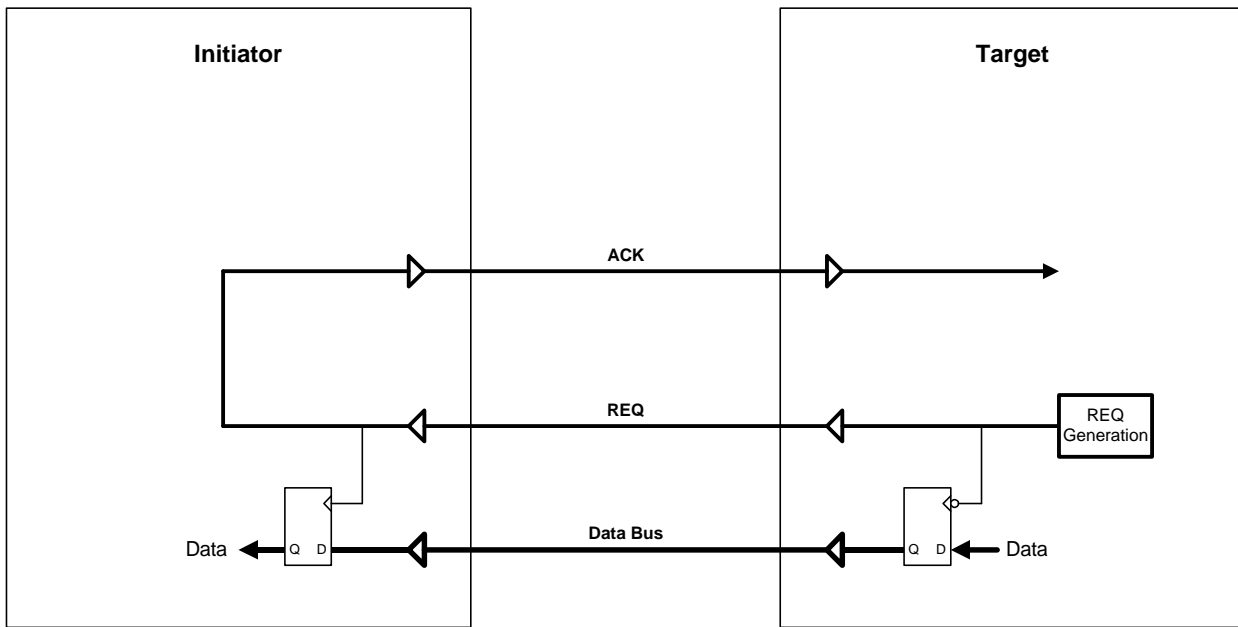 Initiator
Target
ACK
REQ
REQ
Generation
Data Bus
Data
Q D
Q D
Data